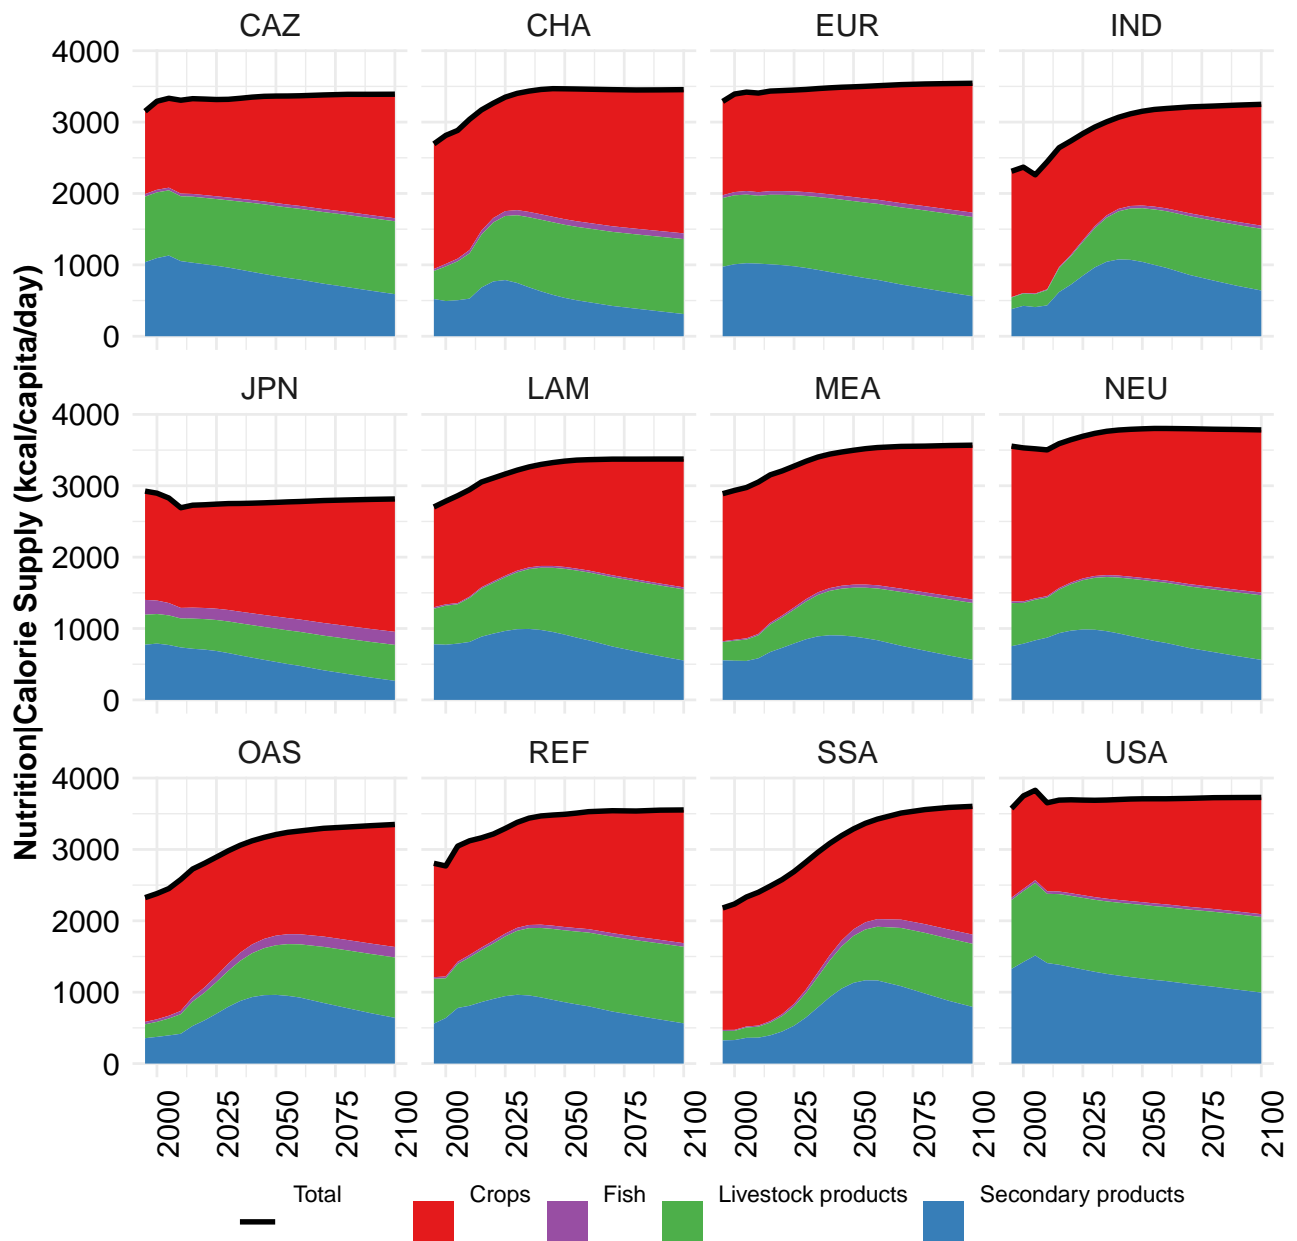 CAZ CHA EUR IND
4000
3000
2000
1000
0
JPN LAM MEA NEU
4000
3000
2000
1000
0
OAS REF SSA USA
4000
3000
2000
1000
0
Nutrition|Calorie Supply (kcal/capita/day)
2000 2025 2050 2075 2100 2000 2025 2050 2075 2100 2000 2025 2050 2075 2100 2000 2025 2050 2075 2100
Total Crops Fish Livestock products Secondary products